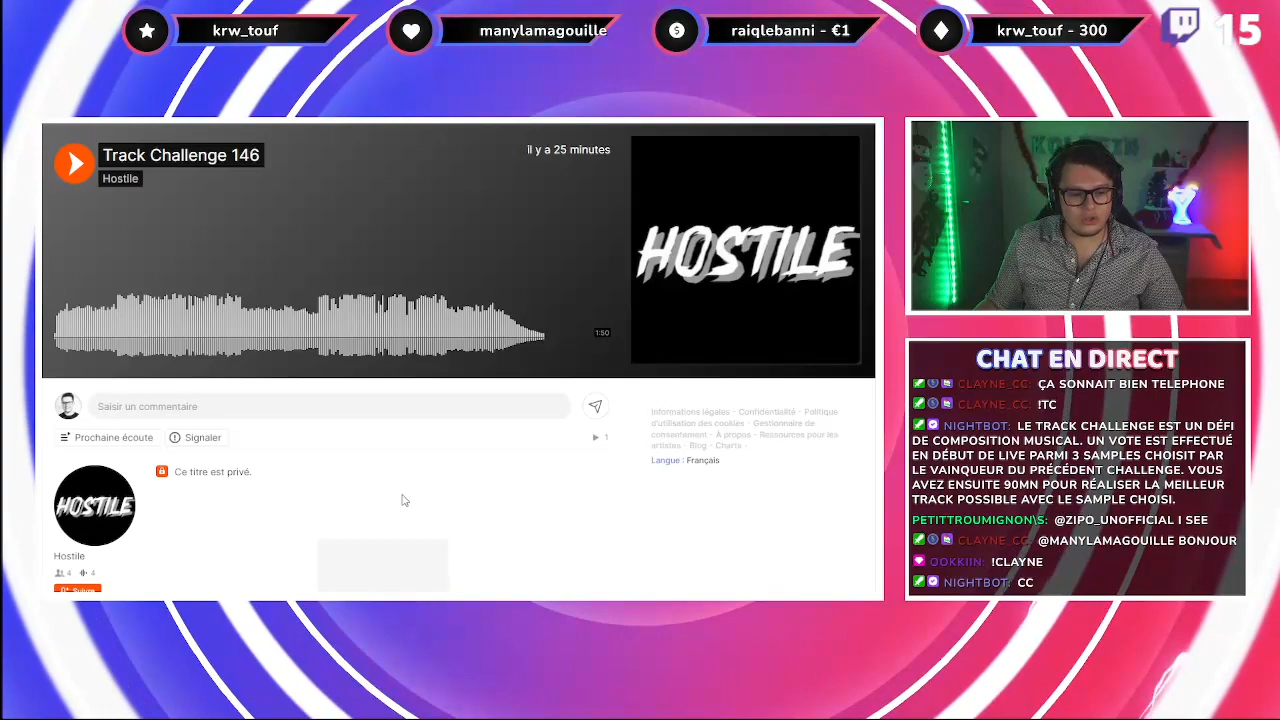 krw_touf
manylamagouille
raiqlebanni - €1
krw_touf - 300
15
Track Challenge 146
Hostile
il y a 25 minutes
HOSTILE
1:50
Saisir un commentaire
Prochaine écoute
Signaler
1
Ce titre est privé.
HOSTILE
Hostile
4
4
Suivre
Informations légales - Confidentialité - Politique
d'utilisation des cookies - Gestionnaire de
consentement - À propos - Ressources pour les
artistes - Blog - Charts -
Langue : Français
CHAT EN DIRECT
CLAYNE_CC: ÇA SONNAIT BIEN TELEPHONE
CLAYNE_CC: !TC
NIGHTBOT: LE TRACK CHALLENGE EST UN DÉFI
DE COMPOSITION MUSICAL. UN VOTE EST EFFECTUÉ
EN DÉBUT DE LIVE PARMI 3 SAMPLES CHOISIT PAR
LE VAINQUEUR DU PRÉCÉDENT CHALLENGE. VOUS
AVEZ ENSUITE 90MN POUR RÉALISER LA MEILLEUR
TRACK POSSIBLE AVEC LE SAMPLE CHOISI.
PETITTROUMIGNON\S: @ZIPO_UNOFFICIAL I SEE
CLAYNE_CC: @MANYLAMAGOUILLE BONJOUR
OOKKIIN: !CLAYNE
NIGHTBOT: CC